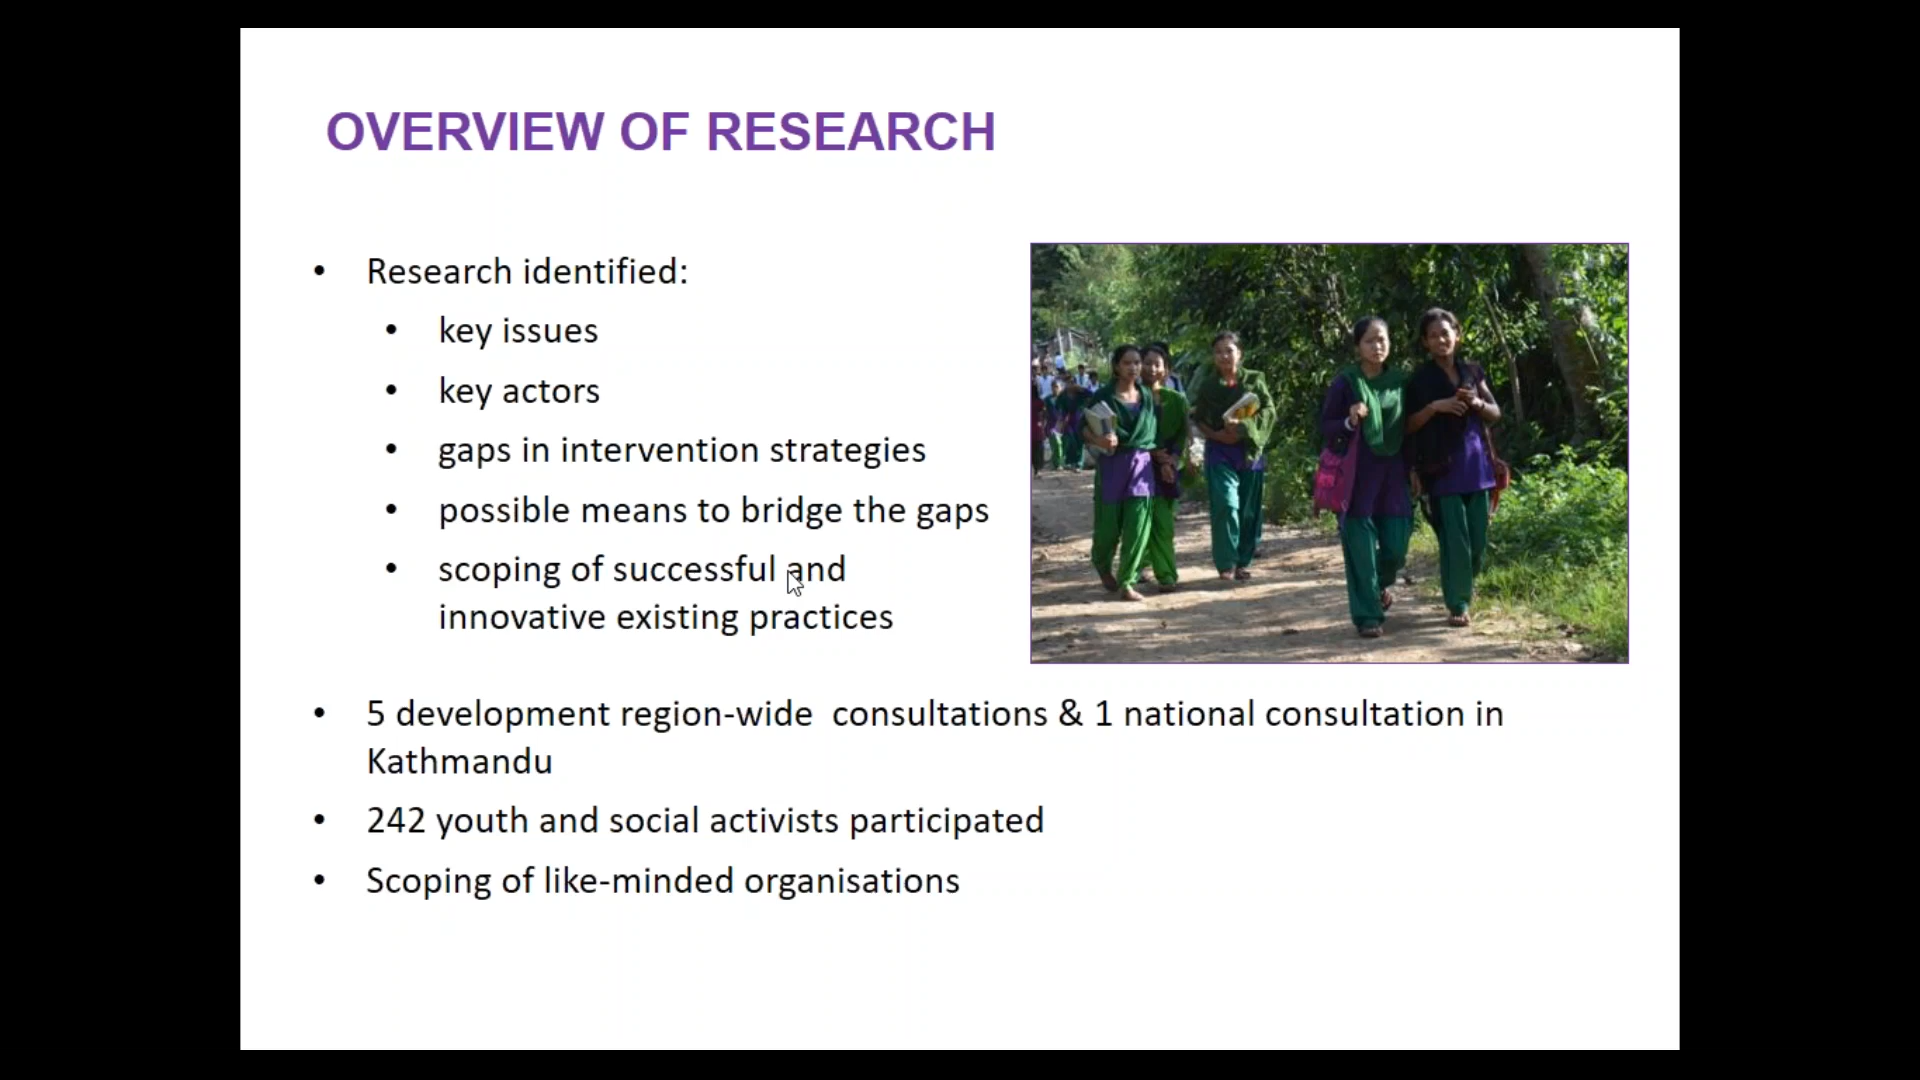 OVERVIEW OF RESEARCH
• Research identified:
• key issues
• key actors
• gaps in intervention strategies
• possible means to bridge the gaps
• scoping of successful and
innovative existing practices
• 5 development region-wide  consultations & 1 national consultation in
Kathmandu
• 242 youth and social activists participated
• Scoping of like-minded organisations